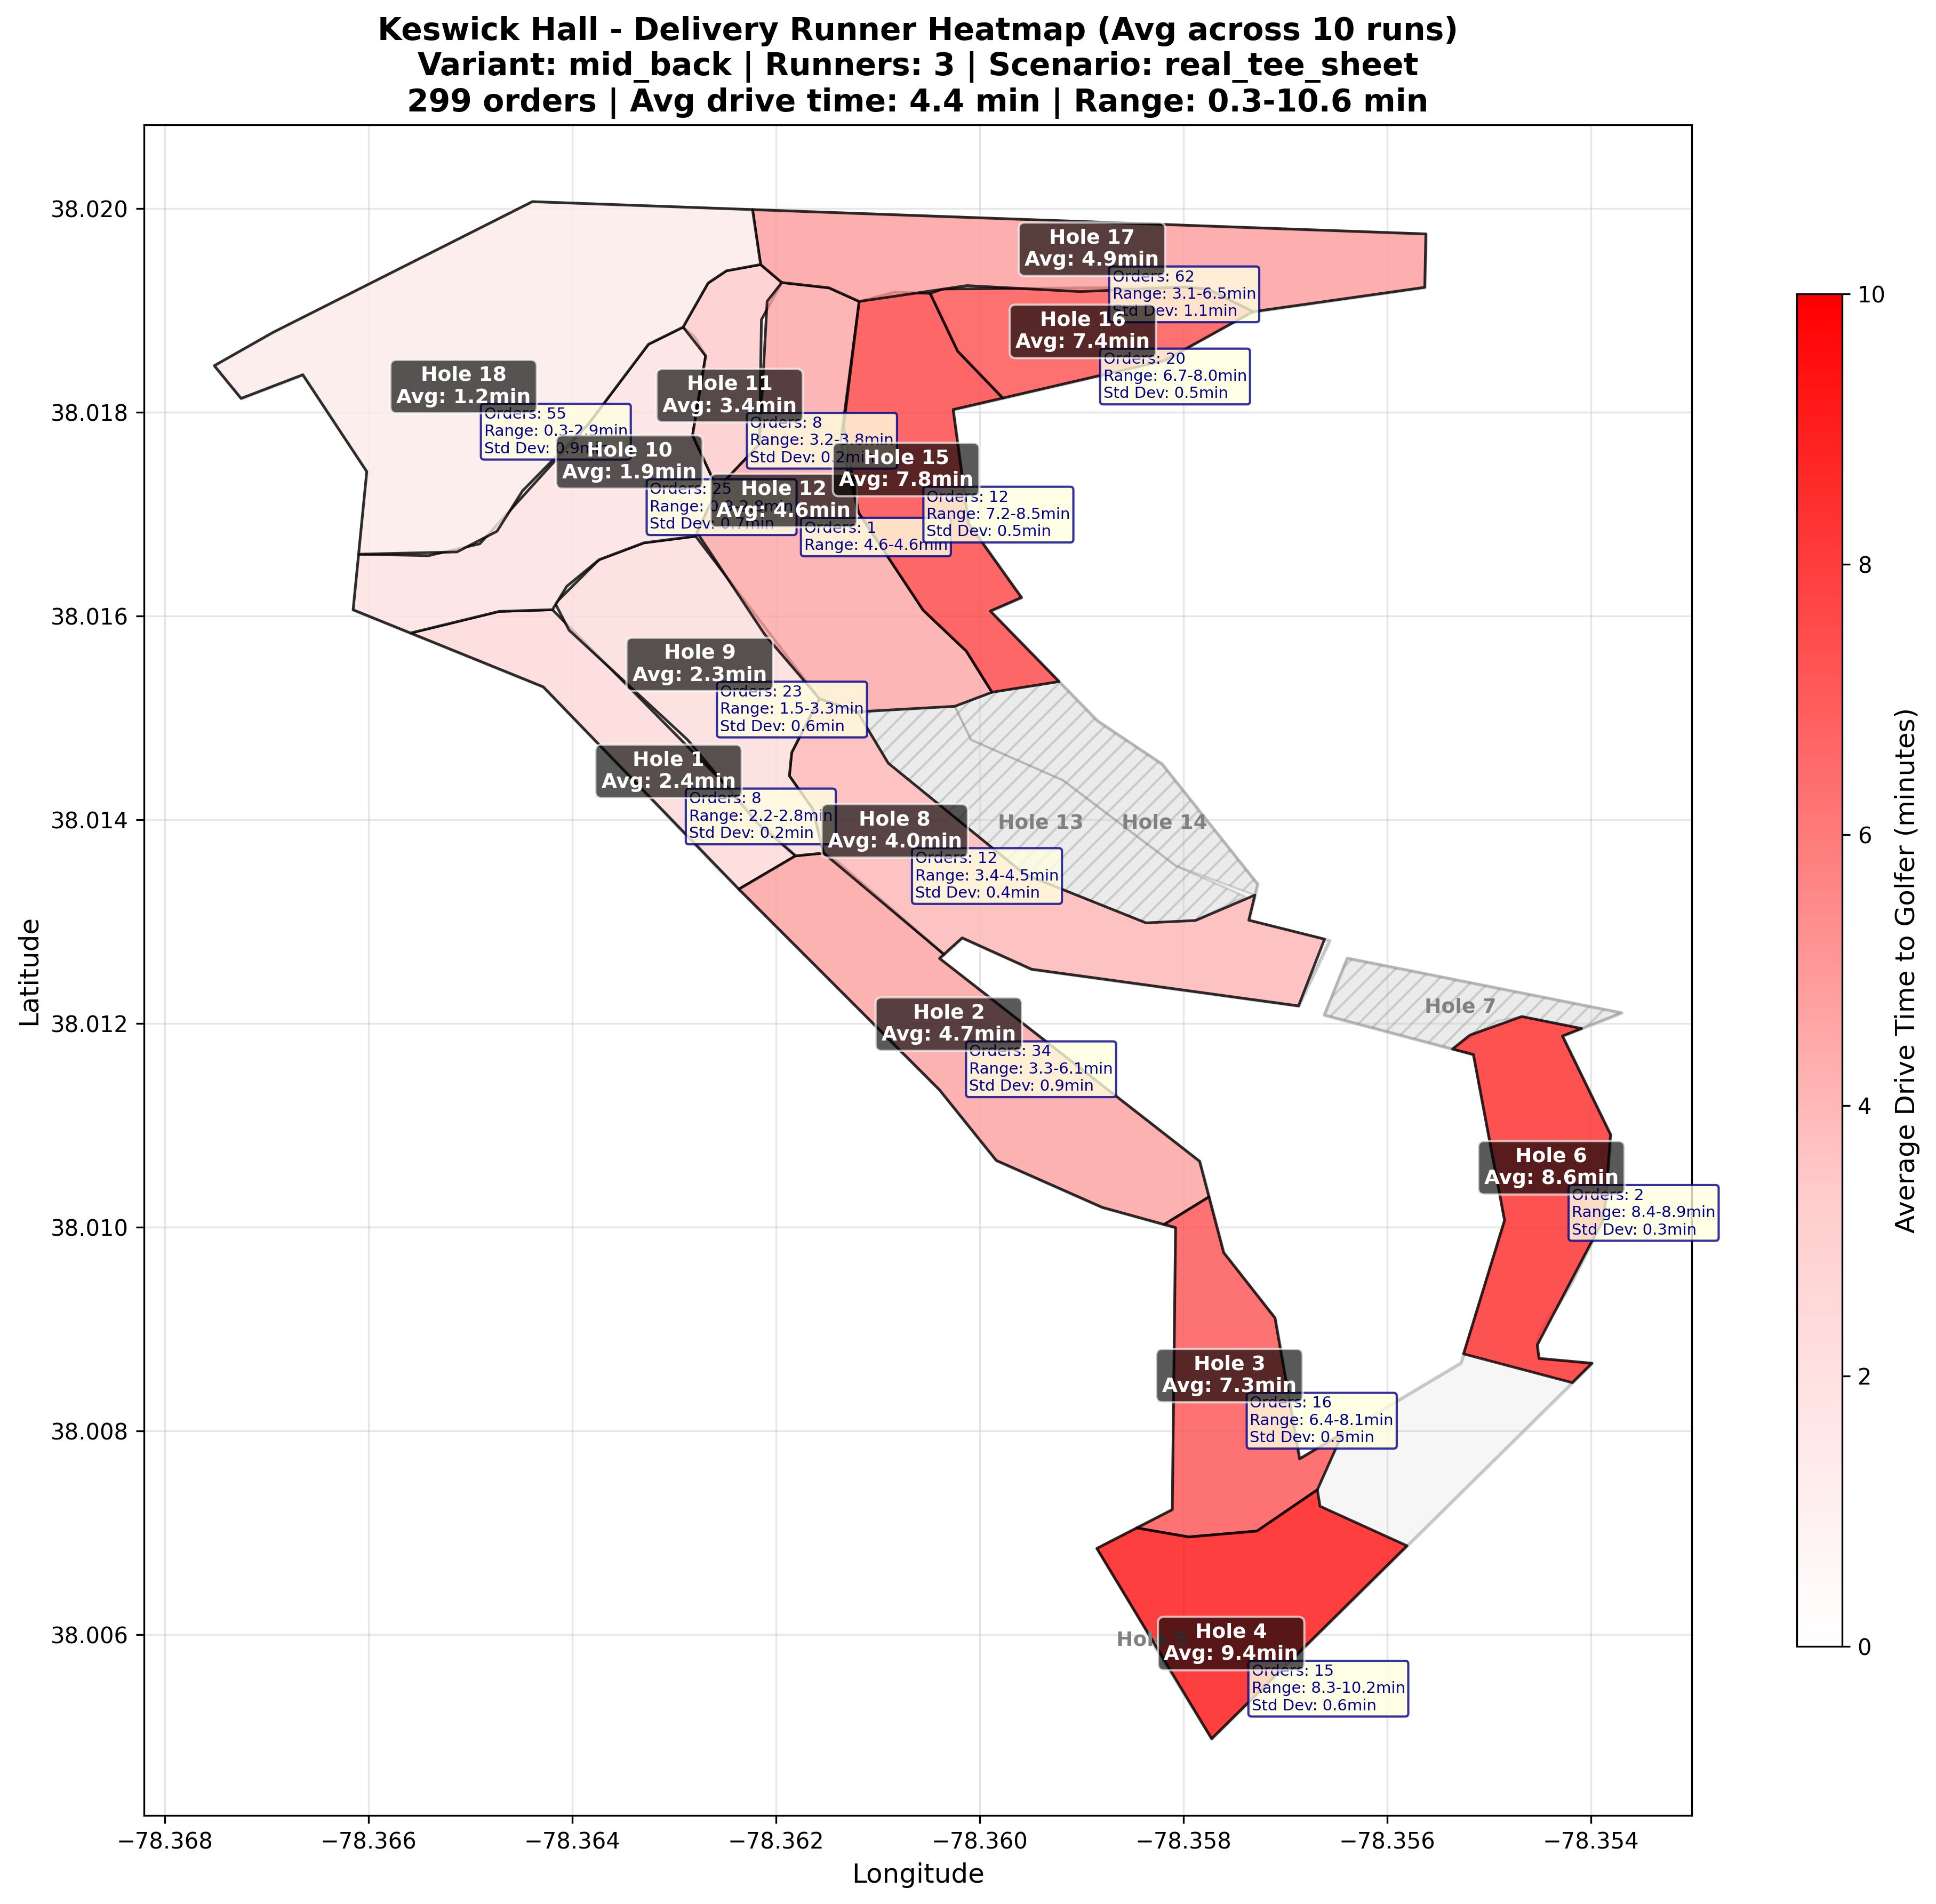 Keswick Hall - Delivery Runner Heatmap (Avg across 10 runs)
Variant: mid_back | Runners: 3 | Scenario: real_tee_sheet
299 orders | Avg drive time: 4.4 min | Range: 0.3-10.6 min
Hole 17
Avg: 4.9min
Orders: 62
Range: 3.1-6.5min
Std Dev: 1.1min
Hole 16
Avg: 7.4min
Orders: 20
Range: 6.7-8.0min
Std Dev: 0.5min
Hole 18
Avg: 1.2min
Orders: 55
Range: 0.3-2.9min
Std Dev: 0.9min
Hole 11
Avg: 3.4min
Orders: 8
Range: 3.2-3.8min
Std Dev: 0.2min
Hole 10
Avg: 1.9min
Orders: 25
Range:
Std Dev: 0.7min
Hole 15
Avg: 7.8min
Orders: 12
Range: 7.2-8.5min
Std Dev: 0.5min
Hole 12
Avg: 4.6min
Orders: 1
Range: 4.6-4.6min
Hole 9
Avg: 2.3min
Orders: 23
Range: 1.5-3.3min
Std Dev: 0.6min
Hole 1
Avg: 2.4min
Orders: 8
Range: 2.2-2.8min
Std Dev: 0.2min
Hole 8
Avg: 4.0min
Orders: 12
Range: 3.4-4.5min
Std Dev: 0.4min
Hole 13
Hole 14
Hole 7
Hole 2
Avg: 4.7min
Orders: 34
Range: 3.3-6.1min
Std Dev: 0.9min
Hole 6
Avg: 8.6min
Orders: 2
Range: 8.4-8.9min
Std Dev: 0.3min
Hole 3
Avg: 7.3min
Orders: 16
Range: 6.4-8.1min
Std Dev: 0.5min
Hole 5
Hole 4
Avg: 9.4min
Orders: 15
Range: 8.3-10.2min
Std Dev: 0.6min
38.020
38.018
38.016
38.014
38.012
38.010
38.008
38.006
Latitude
−78.368
−78.366
−78.364
−78.362
−78.360
−78.358
−78.356
−78.354
Longitude
10
8
6
4
2
0
Average Drive Time to Golfer (minutes)